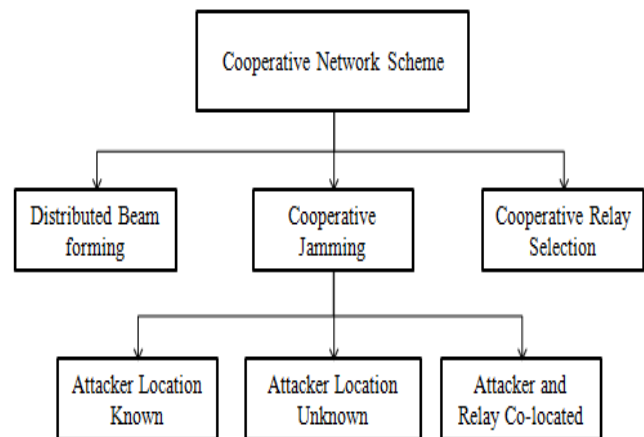 Cooperative Network Scheme
Distributed Beam
forming
Cooperative
Jamming
Cooperative Relay
Selection
Attacker Location
Known
Attacker Location
Unknown
Attacker and
Relay Co-located